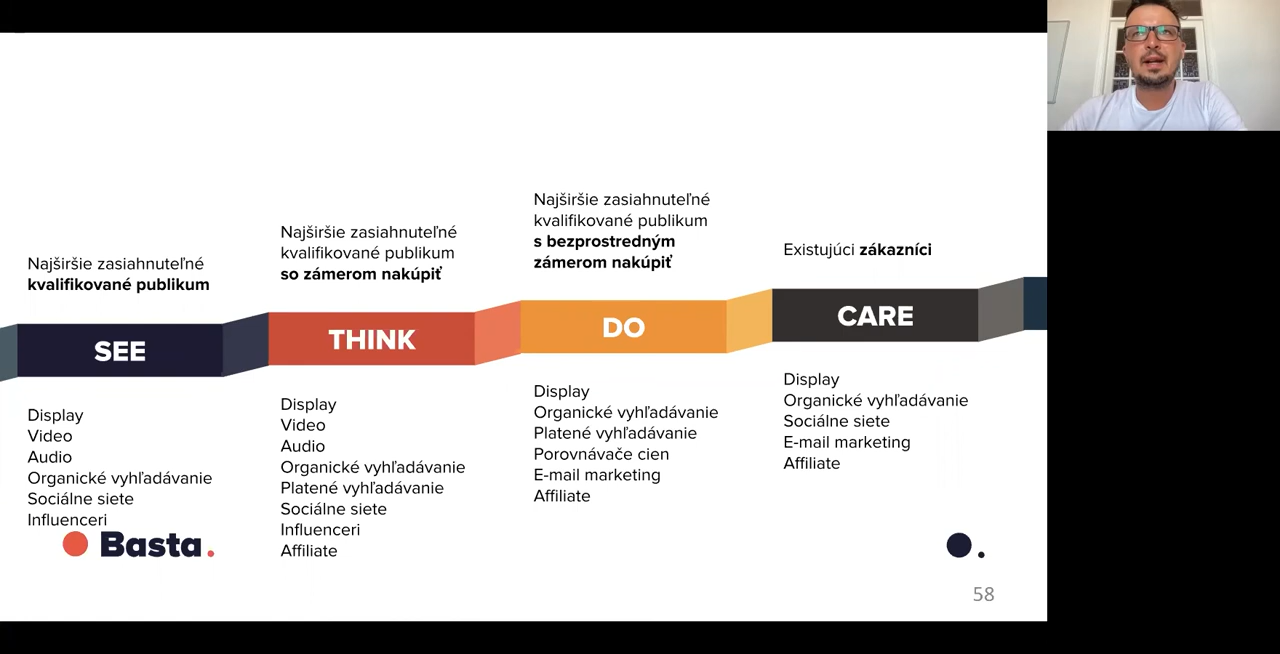 Najširšie zasiahnuteľné
kvalifikované publikum
SEE
Display
Video
Audio
Organické vyhľadávanie
Sociálne siete
Influenceri
Najširšie zasiahnuteľné
kvalifikované publikum
so zámerom nakúpiť
THINK
Display
Video
Audio
Organické vyhľadávanie
Platené vyhľadávanie
Sociálne siete
Influenceri
Affiliate
Najširšie zasiahnuteľné
kvalifikované publikum
s bezprostredným
zámerom nakúpiť
DO
Display
Organické vyhľadávanie
Platené vyhľadávanie
Porovnávače cien
E-mail marketing
Affiliate
Existujúci zákazníci
CARE
Display
Organické vyhľadávanie
Sociálne siete
E-mail marketing
Affiliate
Basta.
58